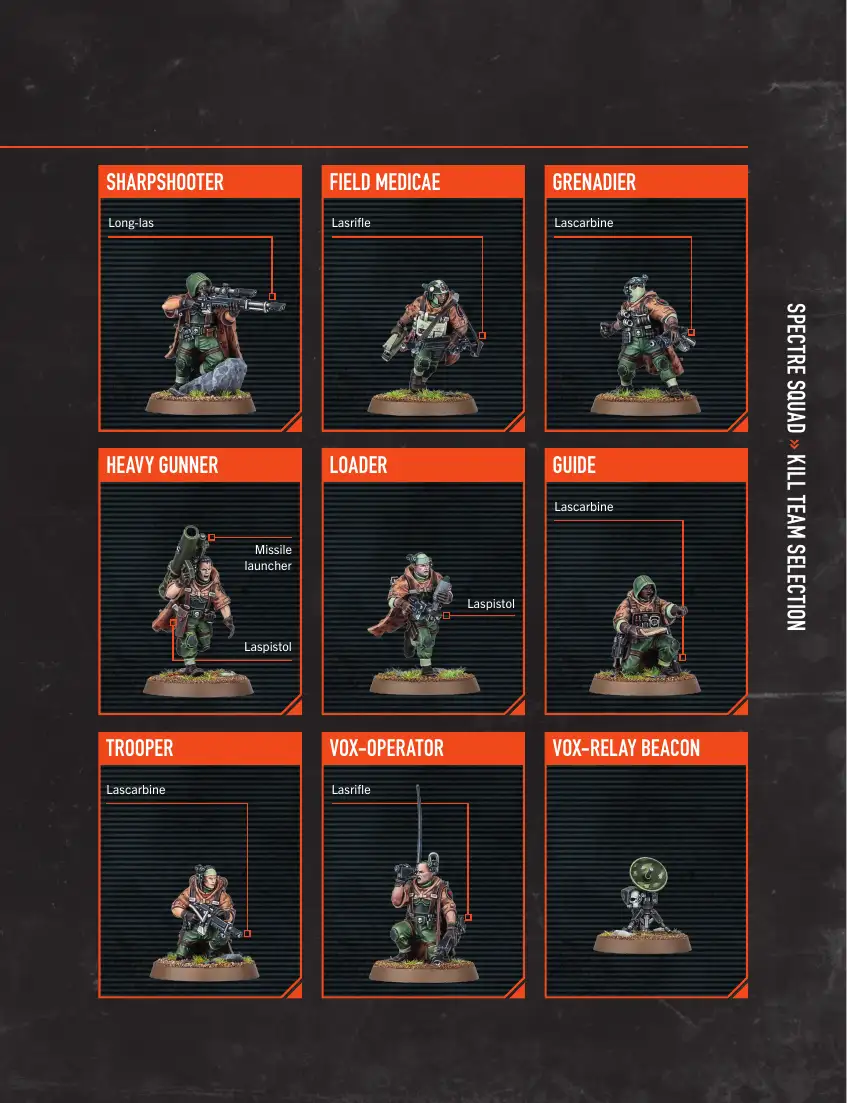 SHARPSHOOTER
Long-las
FIELD MEDICAE
Lasrifle
GRENADIER
Lascarbine
HEAVY GUNNER
Missile
launcher
Laspistol
LOADER
Laspistol
GUIDE
Lascarbine
TROOPER
Lascarbine
VOX-OPERATOR
Lasrifle
VOX-RELAY BEACON
SPECTRE SQUAD » KILL TEAM SELECTION